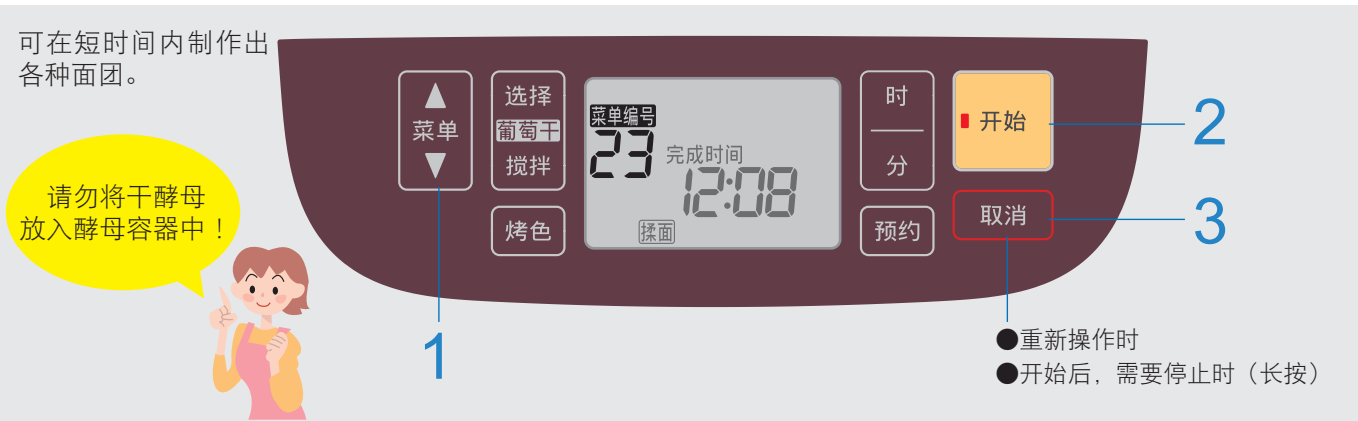 可在短时间内制作出
各种面团。
请勿将干酵母
放入酵母容器中！
▲
菜单
▼
选择
葡萄干
搅拌
烤色
菜单编号
23
完成时间
12:08
揉面
时
分
预约
开始
取消
1
2
3
●重新操作时
●开始后，需要停止时（长按）